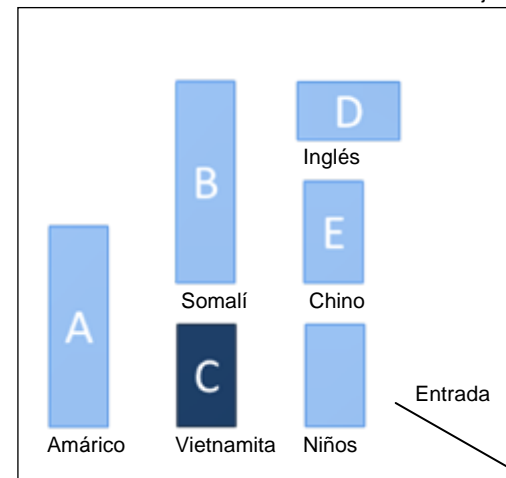 D
Inglés
B
E
Somalí
Chino
A
C
Entrada
Amárico
Vietnamita
Niños